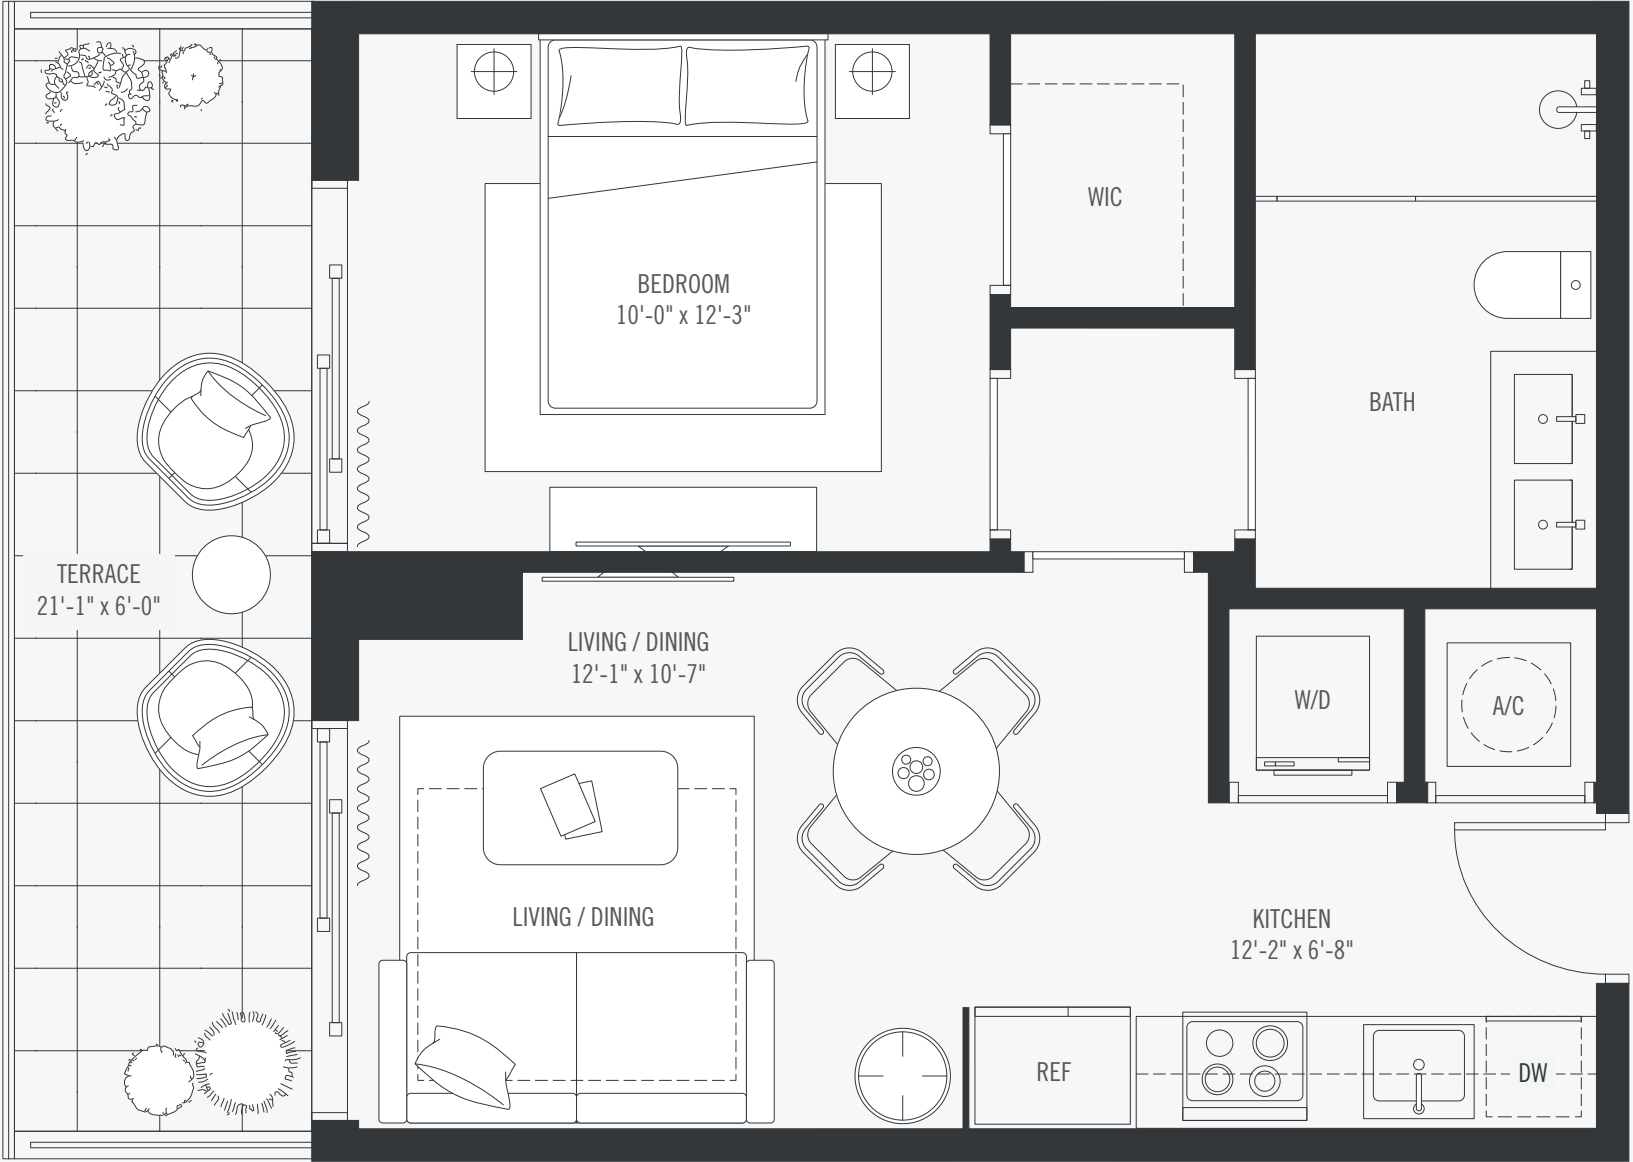 WIC
BEDROOM
10'-0" x 12'-3"
BATH
TERRACE
21'-1" x 6'-0"
LIVING / DINING
12'-1" x 10'-7"
W/D
A/C
LIVING / DINING
KITCHEN
12'-2" x 6'-8"
REF
DW